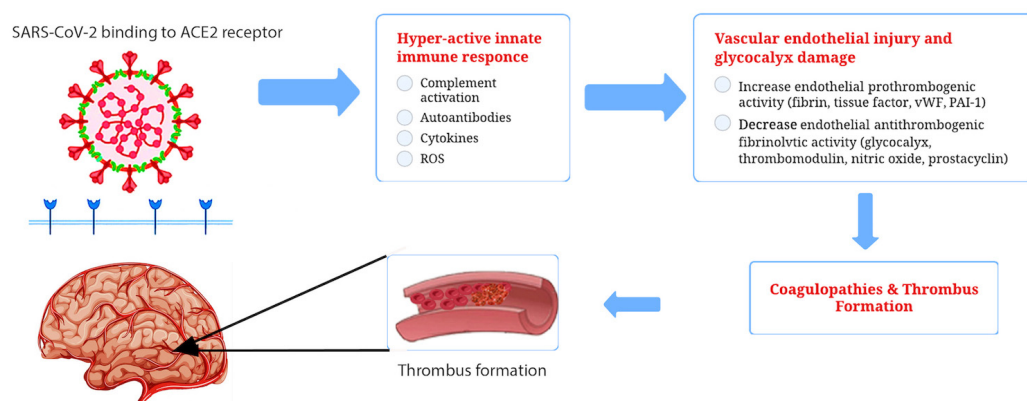 SARS-CoV-2 binding to ACE2 receptor
Hyper-active innate
immune responce
Complement
activation
Autoantibodies
Cytokines
ROS
Vascular endothelial injury and
glycocalyx damage
Increase endothelial prothrombogenic
activity (fibrin, tissue factor, vWF, PAI-1)
Decrease endothelial antithrombogenic
fibrinolytic activity (glycocalyx,
thrombomodulin, nitric oxide, prostacyclin)
Coagulopathies & Thrombus
Formation
Thrombus formation